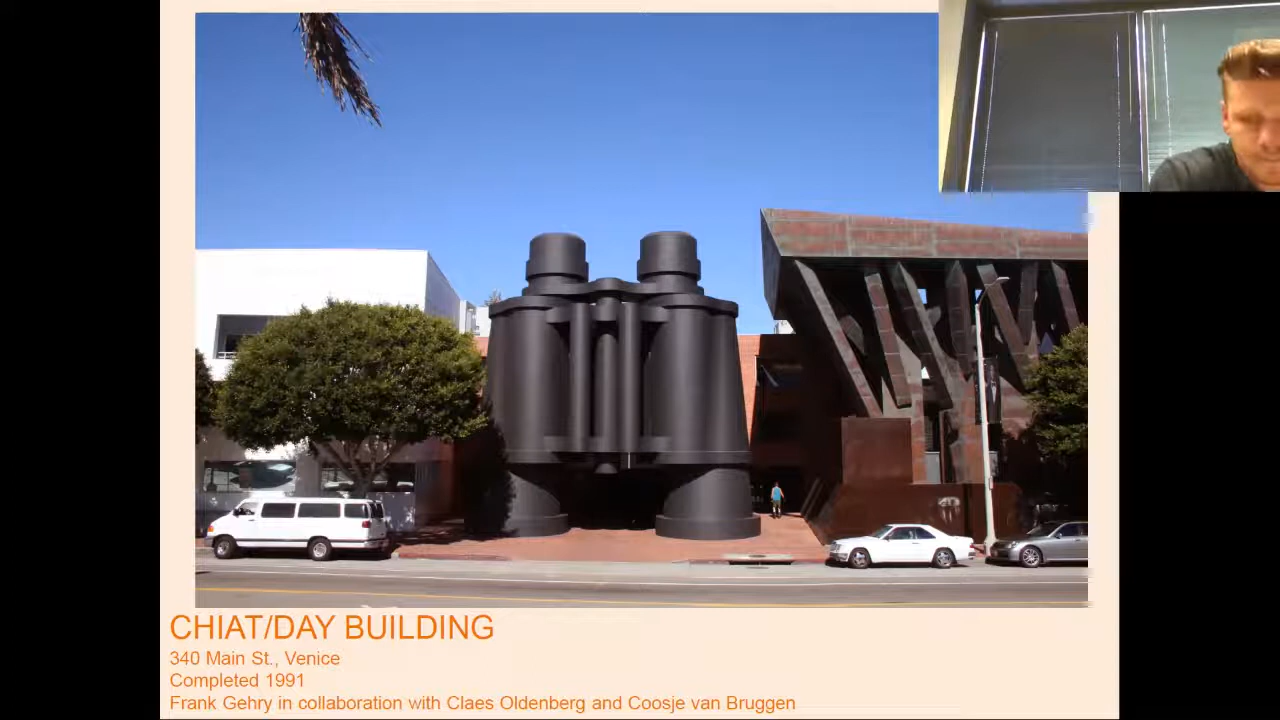 CHIAT/DAY BUILDING
340 Main St., Venice
Completed 1991
Frank Gehry in collaboration with Claes Oldenberg and Coosje van Bruggen